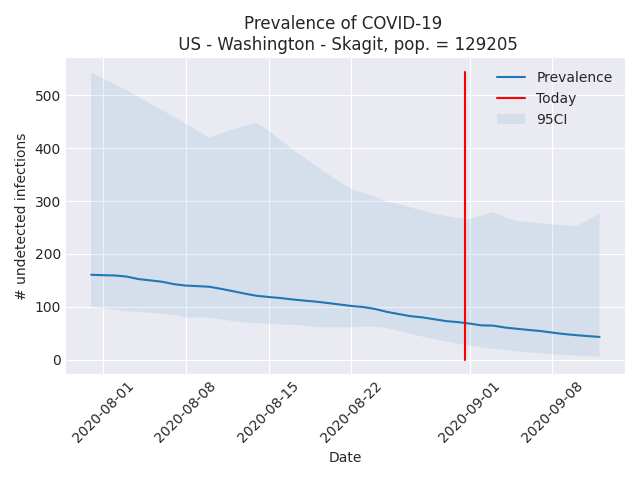 Prevalence of COVID-19
US - Washington - Skagit, pop. = 129205
Prevalence
Today
95CI
# undetected infections
500
400
300
200
100
0
2020-08-01
2020-08-08
2020-08-15
2020-08-22
2020-09-01
2020-09-08
Date